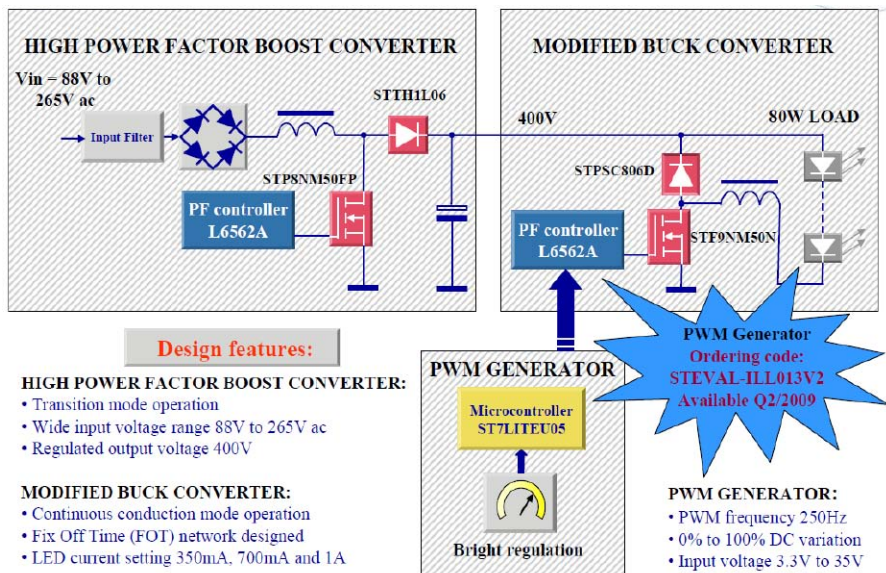 HIGH POWER FACTOR BOOST CONVERTER
Vin = 88V to
265V ac
Input Filter
STTH1L06
STP8NM50FP
PF controller
L6562A
MODIFIED BUCK CONVERTER
400V
80W LOAD
STPSC806D
PF controller
L6562A
STF9NM50N
PWM Generator
Ordering code:
STEVAL-ILL013V2
Available Q2/2009
PWM GENERATOR
Microcontroller
ST7LITEU05
Bright regulation
Design features:
HIGH POWER FACTOR BOOST CONVERTER:
• Transition mode operation
• Wide input voltage range 88V to 265V ac
• Regulated output voltage 400V
MODIFIED BUCK CONVERTER:
• Continuous conduction mode operation
• Fix Off Time (FOT) network designed
• LED current setting 350mA, 700mA and 1A
PWM GENERATOR:
• PWM frequency 250Hz
• 0% to 100% DC variation
• Input voltage 3.3V to 35V